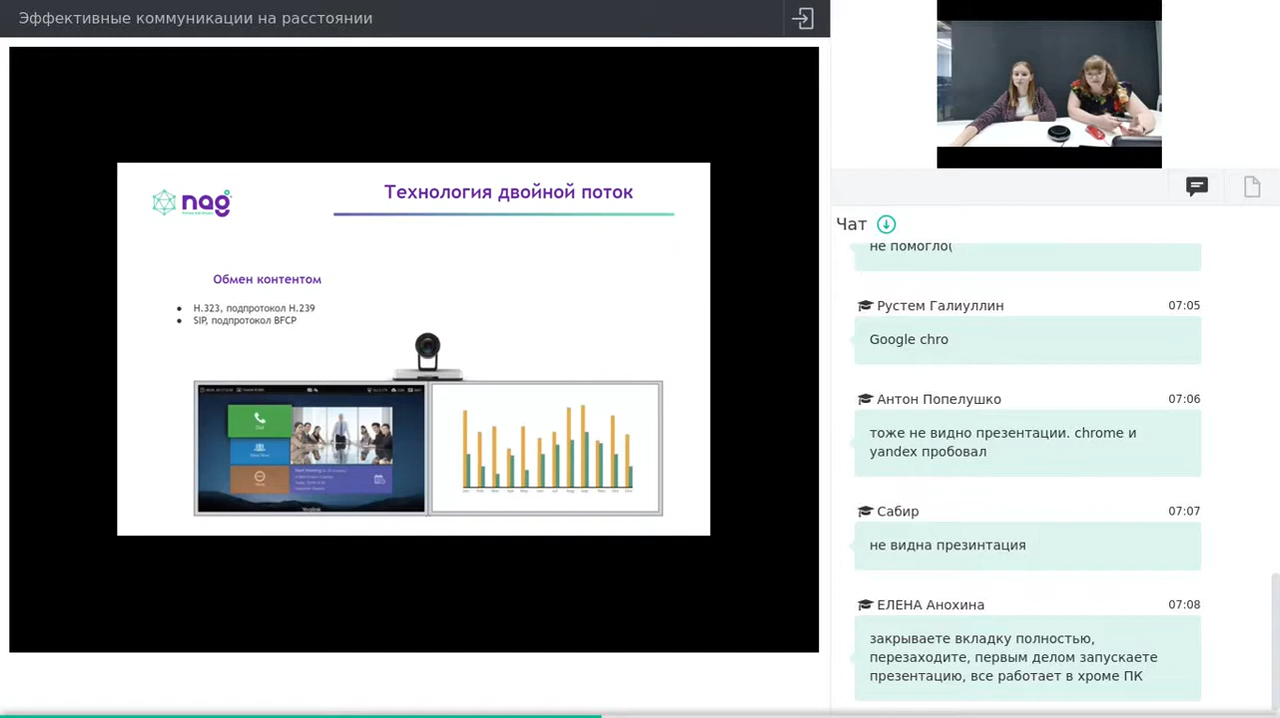 Эффективные коммуникации на расстоянии
nag
Технология двойной поток
Обмен контентом
● H.323, подпротокол H.239
● SIP, подпротокол BFCP
Чат
не помогло(
Рустем Галиуллин 07:05
Google chro
Антон Попелушко 07:06
тоже не видно презентации. chrome и
yandex пробовал
Сабир 07:07
не видна презинтация
ЕЛЕНА Анохина 07:08
закрываете вкладку полностью,
перезаходите, первым делом запускаете
презентацию, все работает в хроме ПК